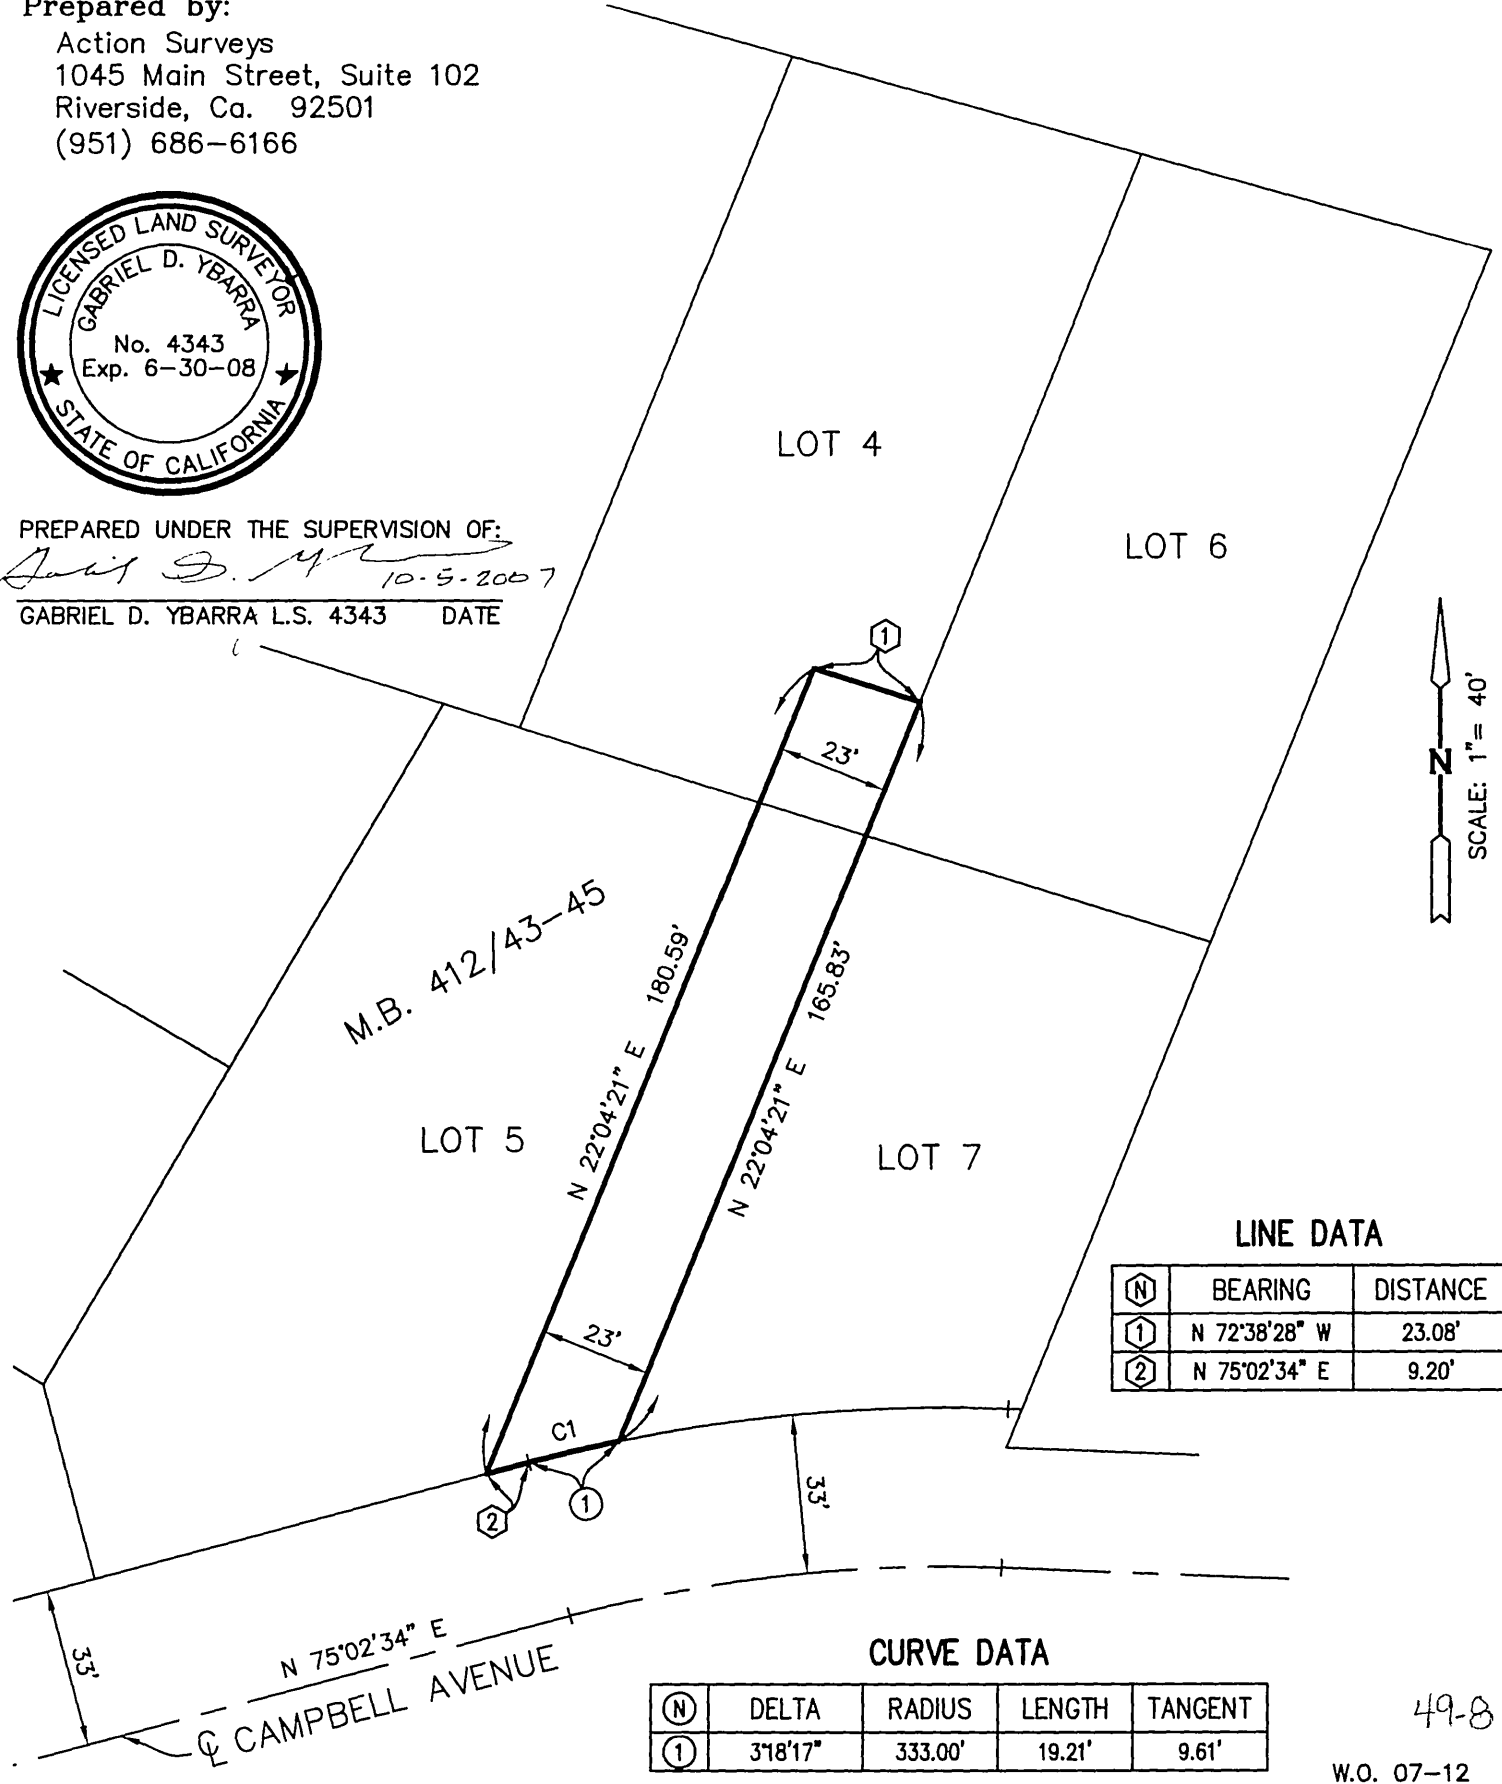 Prepared by:
Action Surveys
1045 Main Street, Suite 102
Riverside, Ca. 92501
(951) 686-6166
LICENSED LAND SURVEYOR
GABRIEL D. YBARRA
No. 4343
Exp. 6-30-08
STATE OF CALIFORNIA
PREPARED UNDER THE SUPERVISION OF:
10-5-2007
GABRIEL D. YBARRA L.S. 4343 DATE
LOT 4
LOT 6
1
23'
N
SCALE: 1"= 40'
M.B. 412/43-45
180.59'
165.83'
N 22°04'21" E
N 22°04'21" E
LOT 5
LOT 7
LINE DATA
N BEARING DISTANCE
1 N 72°38'28" W 23.08'
2 N 75°02'34" E 9.20'
23'
C1
1
2
33'
33'
N 75°02'34" E
℄ CAMPBELL AVENUE
CURVE DATA
N DELTA RADIUS LENGTH TANGENT
1 3°18'17" 333.00' 19.21' 9.61'
49-8
W.O. 07-12